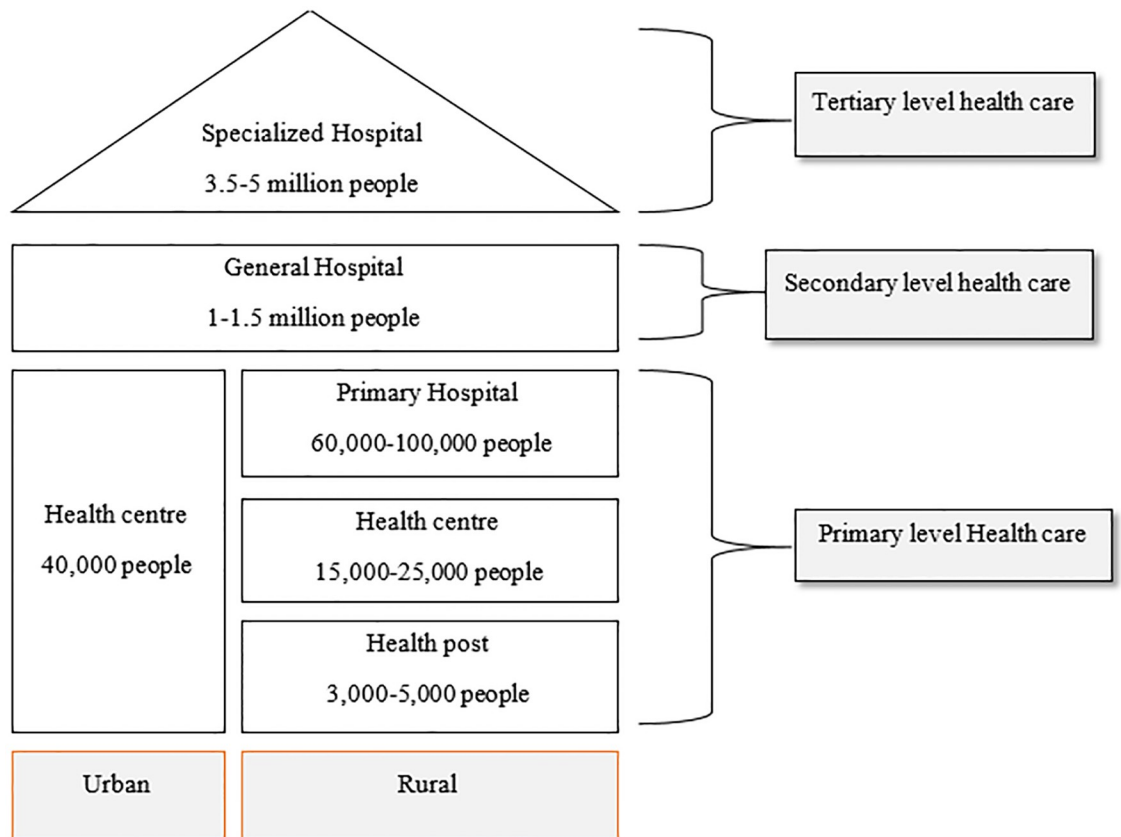 Specialized Hospital
3.5-5 million people
Tertiary level health care
General Hospital
1-1.5 million people
Secondary level health care
Health centre
40,000 people
Primary Hospital
60,000-100,000 people
Health centre
15,000-25,000 people
Health post
3,000-5,000 people
Primary level Health care
Urban
Rural